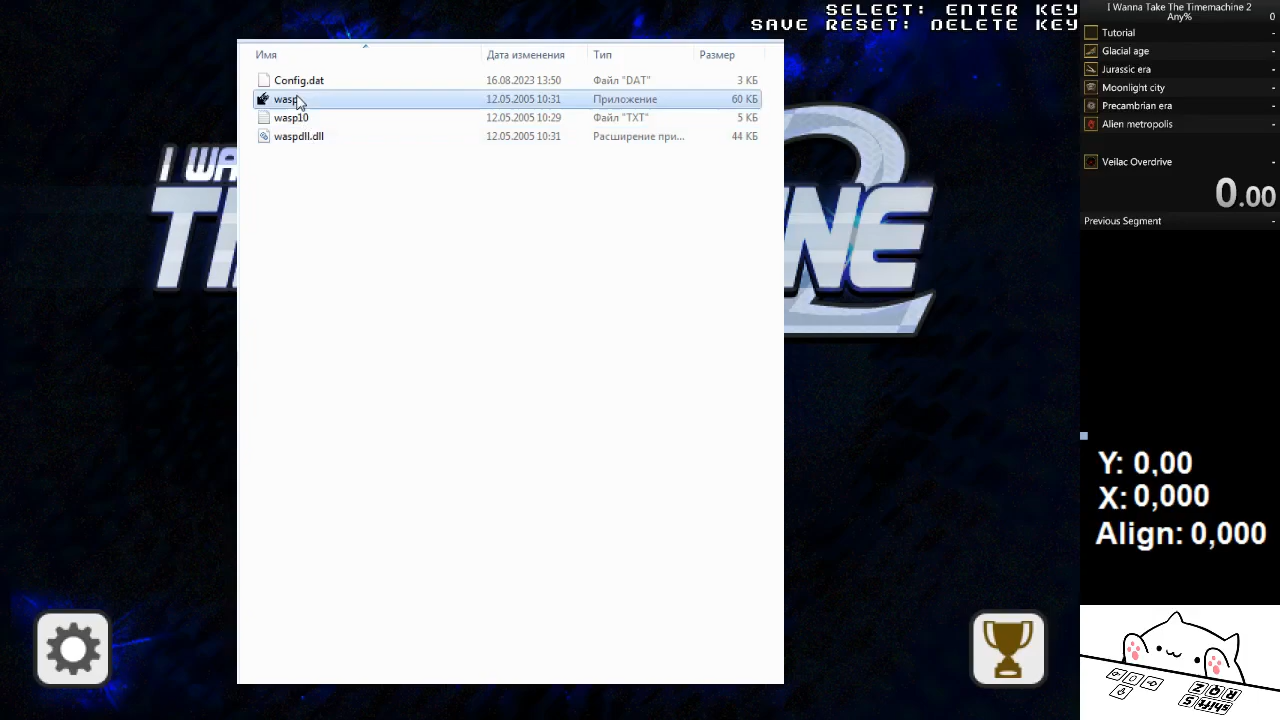 SELECT: ENTER KEY
SAVE RESET: DELETE KEY
Имя Дата изменения Тип Размер
Config.dat 16.08.2023 13:50 Файл "DAT" 3 КБ
wasp 12.05.2005 10:31 Приложение 60 КБ
wasp10 12.05.2005 10:29 Файл "TXT" 5 КБ
waspdll.dll 12.05.2005 10:31 Расширение при... 44 КБ
I WA
I Wanna Take The Timemachine 2
Any% 0
Tutorial -
Glacial age -
Jurassic era -
Moonlight city -
Precambrian era -
Alien metropolis -
Veilac Overdrive -
0.00
Previous Segment -
Y: 0,00
X: 0,000
Align: 0,000
R Q Z
Shift S